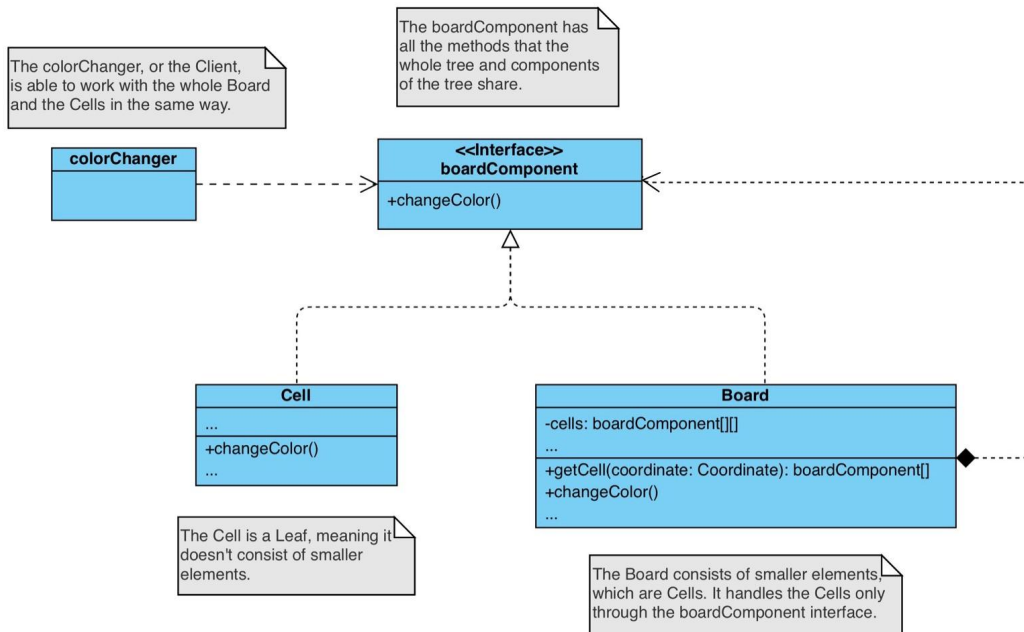 The boardComponent has
all the methods that the
whole tree and components
of the tree share.
The colorChanger, or the Client,
is able to work with the whole Board
and the Cells in the same way.
colorChanger
<<Interface>>
boardComponent
+changeColor()
Cell
...
+changeColor()
...
Board
-cells: boardComponent[][]
...
+getCell(coordinate: Coordinate): boardComponent[]
+changeColor()
...
The Cell is a Leaf, meaning it
doesn't consist of smaller
elements.
The Board consists of smaller elements,
which are Cells. It handles the Cells only
through the boardComponent interface.